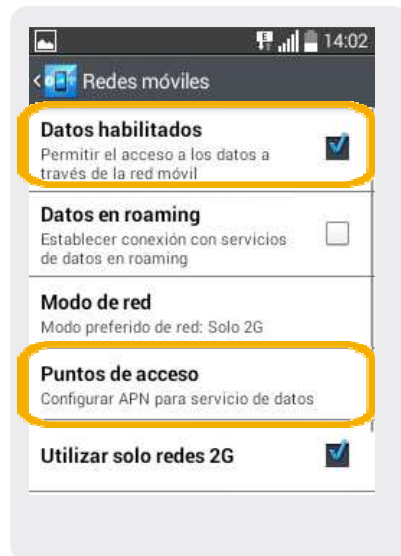 14:02
Redes móviles
Datos habilitados
Permitir el acceso a los datos a
través de la red móvil
Datos en roaming
Establecer conexión con servicios
de datos en roaming
Modo de red
Modo preferido de red: Solo 2G
Puntos de acceso
Configurar APN para servicio de datos
Utilizar solo redes 2G